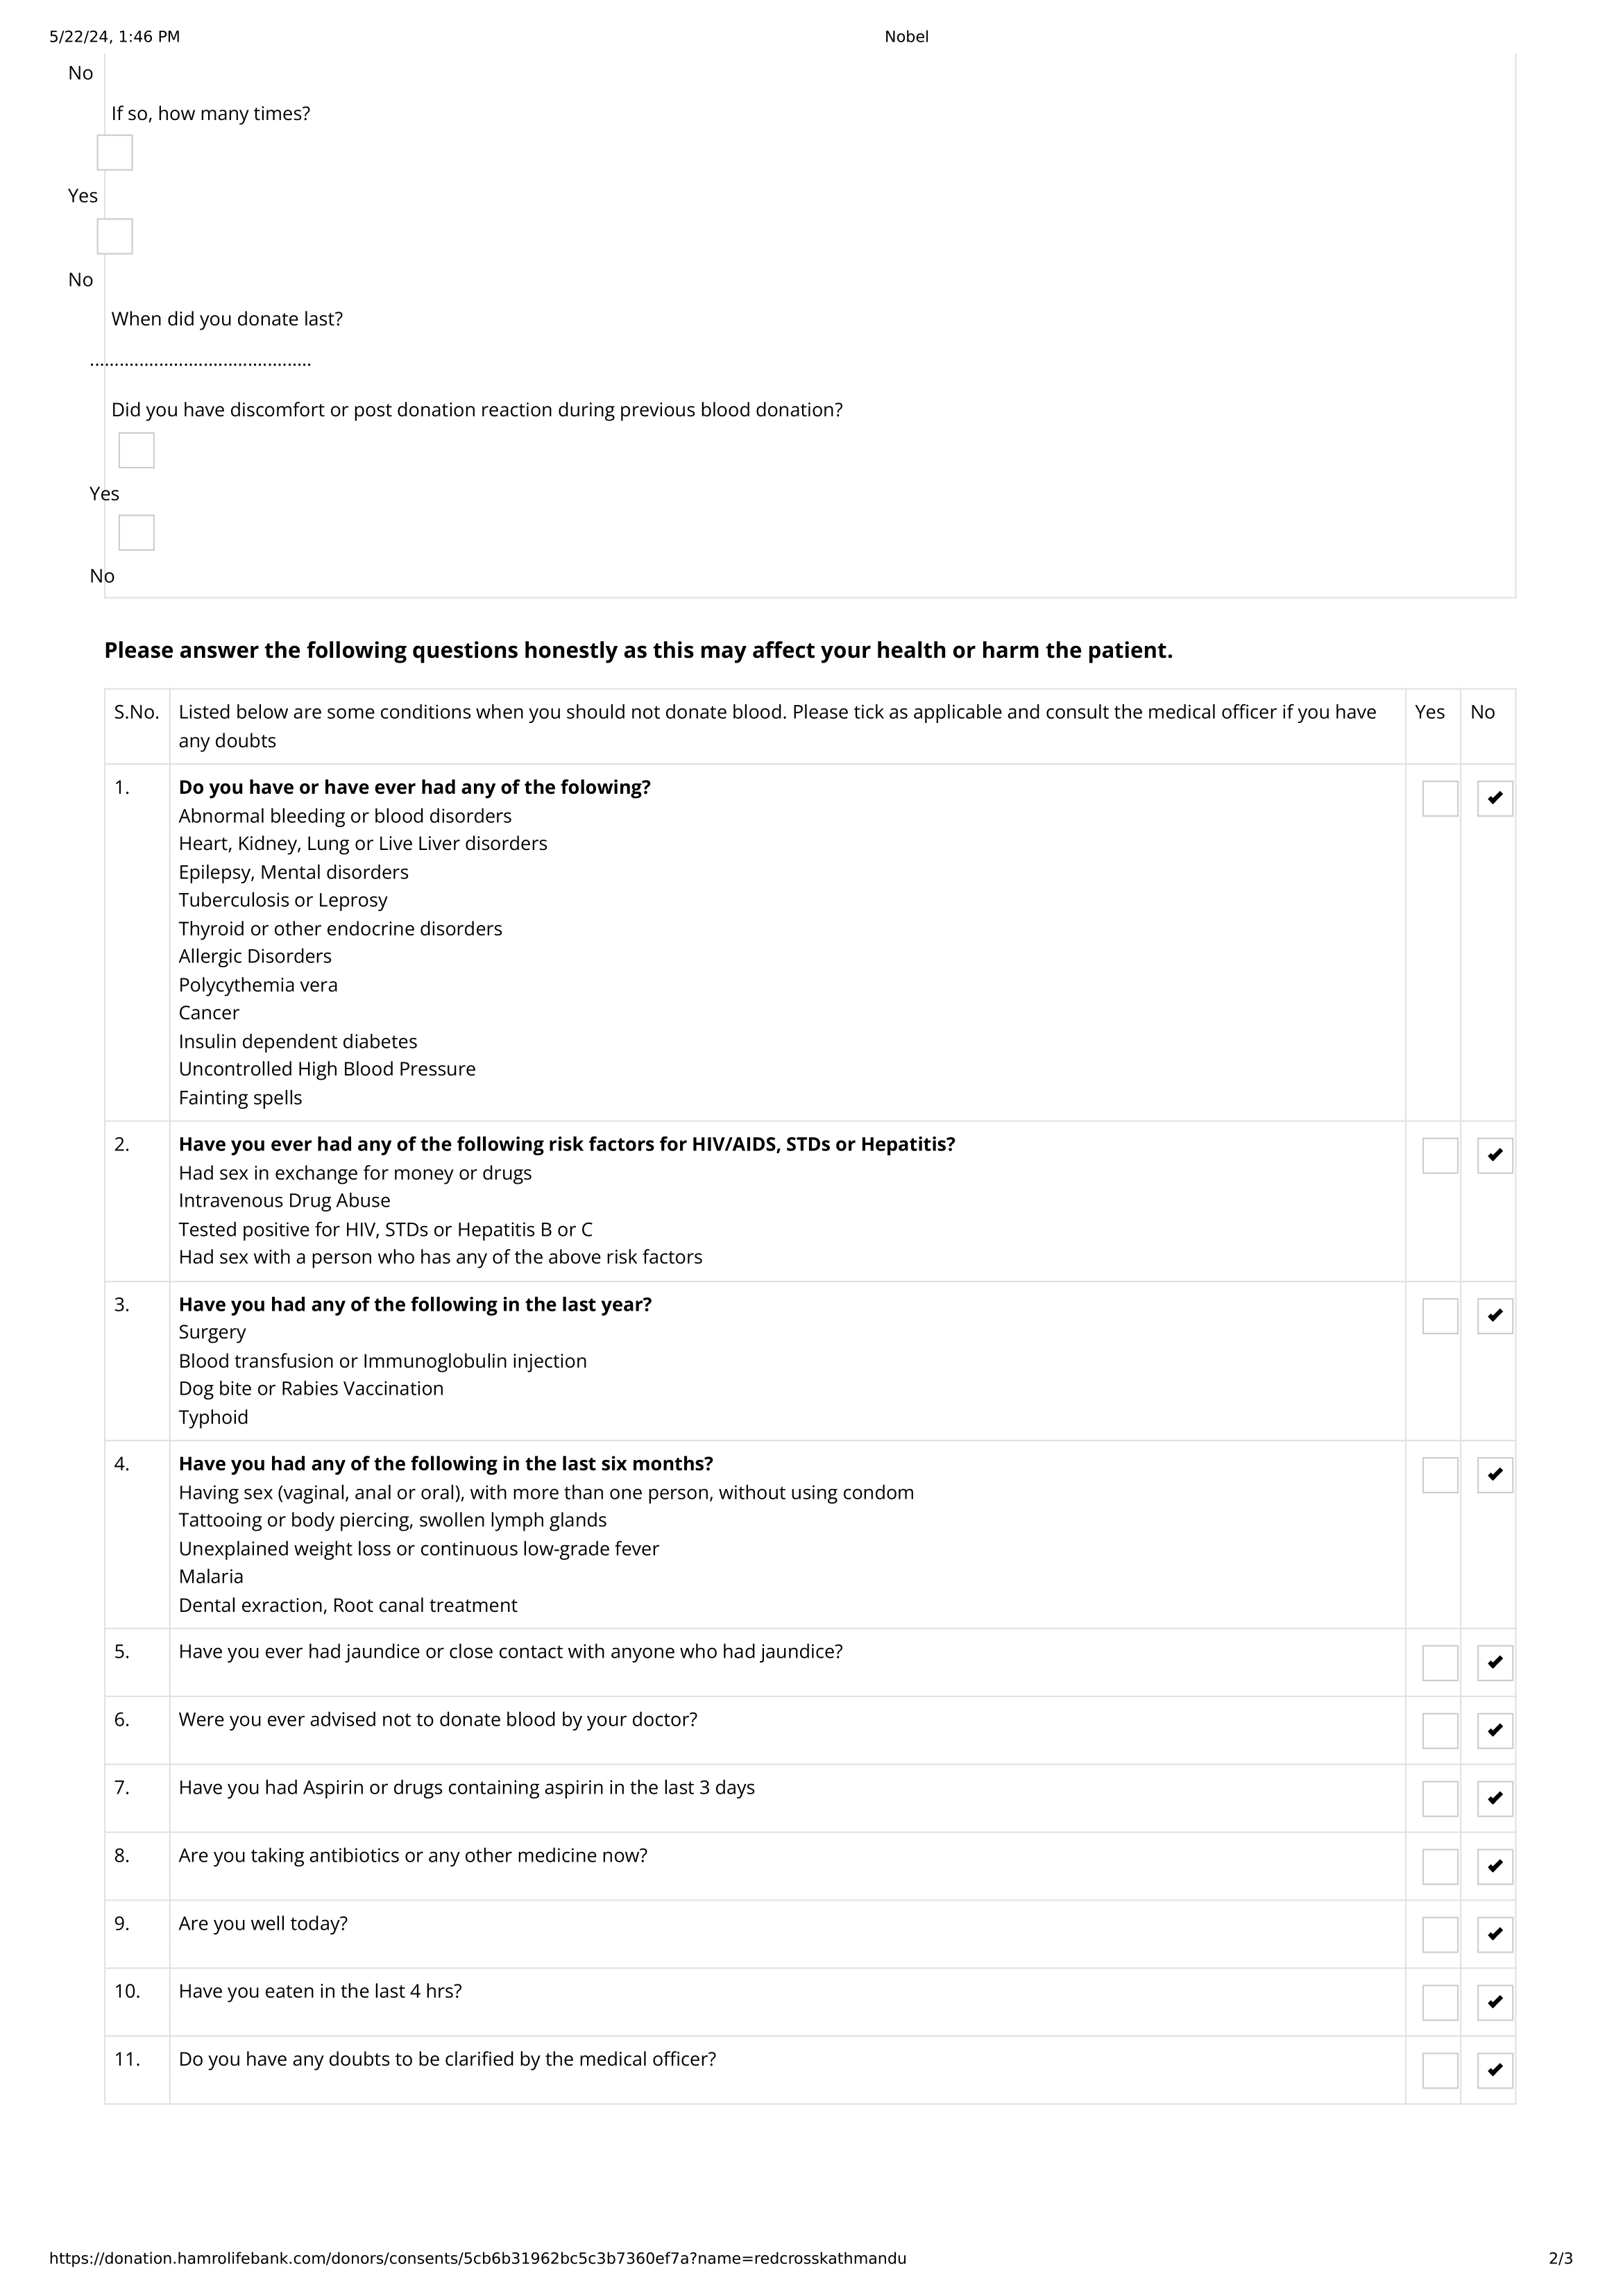 5/22/24, 1:46 PM Nobel
No
If so, how many times?
Yes
No
When did you donate last?
.............................................
Did you have discomfort or post donation reaction during previous blood donation?
Yes
No
Please answer the following questions honestly as this may affect your health or harm the patient.
S.No. Listed below are some conditions when you should not donate blood. Please tick as applicable and consult the medical officer if you have Yes No
any doubts
1. Do you have or have ever had any of the folowing?
Abnormal bleeding or blood disorders
Heart, Kidney, Lung or Live Liver disorders
Epilepsy, Mental disorders
Tuberculosis or Leprosy
Thyroid or other endocrine disorders
Allergic Disorders
Polycythemia vera
Cancer
Insulin dependent diabetes
Uncontrolled High Blood Pressure
Fainting spells
2. Have you ever had any of the following risk factors for HIV/AIDS, STDs or Hepatitis?
Had sex in exchange for money or drugs
Intravenous Drug Abuse
Tested positive for HIV, STDs or Hepatitis B or C
Had sex with a person who has any of the above risk factors
3. Have you had any of the following in the last year?
Surgery
Blood transfusion or Immunoglobulin injection
Dog bite or Rabies Vaccination
Typhoid
4. Have you had any of the following in the last six months?
Having sex (vaginal, anal or oral), with more than one person, without using condom
Tattooing or body piercing, swollen lymph glands
Unexplained weight loss or continuous low-grade fever
Malaria
Dental exraction, Root canal treatment
5. Have you ever had jaundice or close contact with anyone who had jaundice?
6. Were you ever advised not to donate blood by your doctor?
7. Have you had Aspirin or drugs containing aspirin in the last 3 days
8. Are you taking antibiotics or any other medicine now?
9. Are you well today?
10. Have you eaten in the last 4 hrs?
11. Do you have any doubts to be clarified by the medical officer?
https://donation.hamrolifebank.com/donors/consents/5cb6b31962bc5c3b7360ef7a?name=redcrosskathmandu 2/3